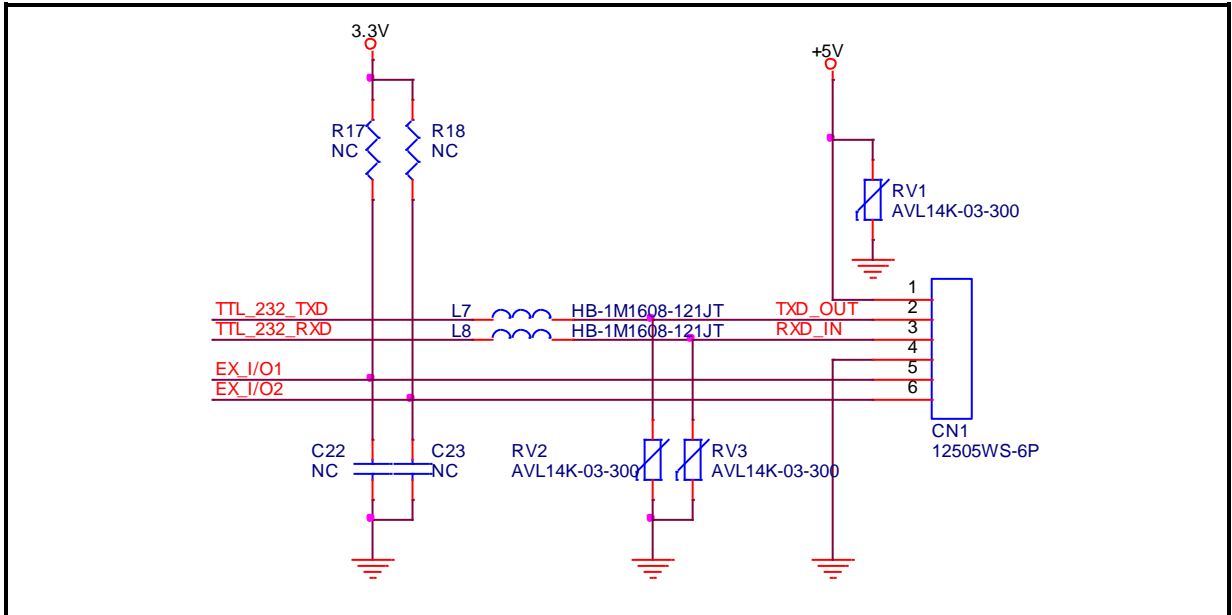 3.3V
+5V
R17
NC
R18
NC
RV1
AVL14K-03-300
1
TTL_232_TXD
L7
HB-1M1608-121JT
TXD_OUT
2
TTL_232_RXD
L8
HB-1M1608-121JT
RXD_IN
3
4
EX_I/O1
5
EX_I/O2
6
CN1
12505WS-6P
C22
NC
C23
NC
RV2
AVL14K-03-300
RV3
AVL14K-03-300